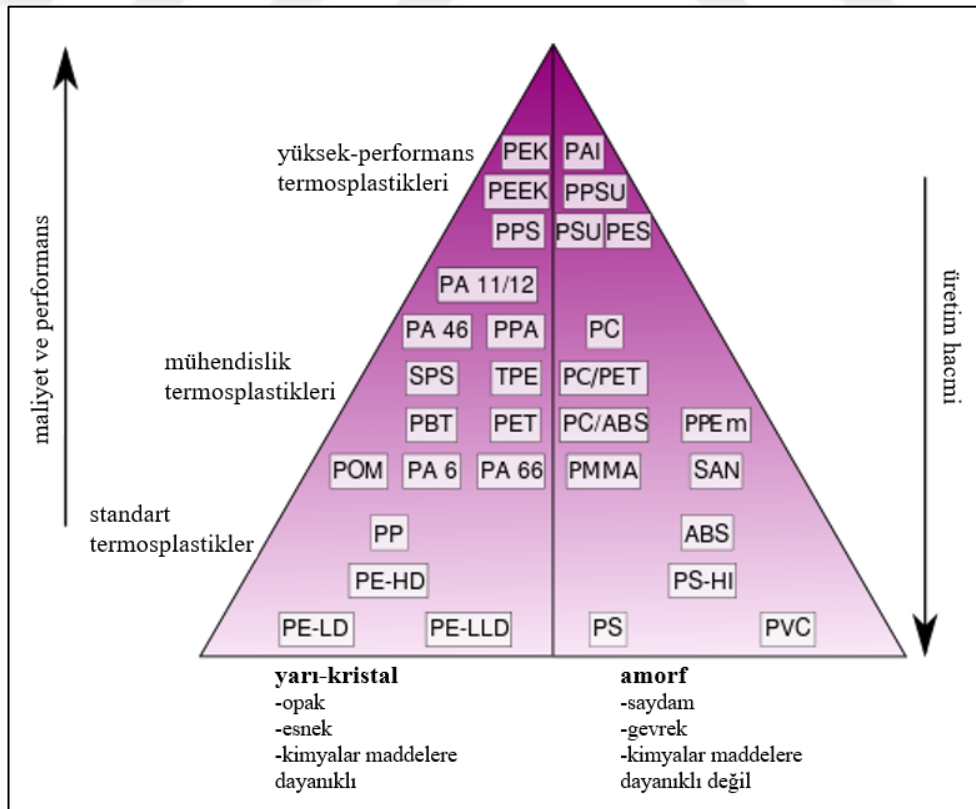 maliyet ve performans
yüksek-performans
termosplastikleri
PEK PAI
PEEK PPSU
PPS PSU PES
PA 11/12
PA 46 PPA PC
mühendislik
termosplastikleri
SPS TPE PC/PET
PBT PET PC/ABS PPEm
POM PA 6 PA 66 PMMA SAN
standart
termosplastikler
PP ABS
PE-HD PS-HI
PE-LD PE-LLD PS PVC
üretim hacmi
yarı-kristal
-opak
-esnek
-kimyalar maddelere
dayanıklı
amorf
-saydam
-gevrek
-kimyalar maddelere
dayanıklı değil